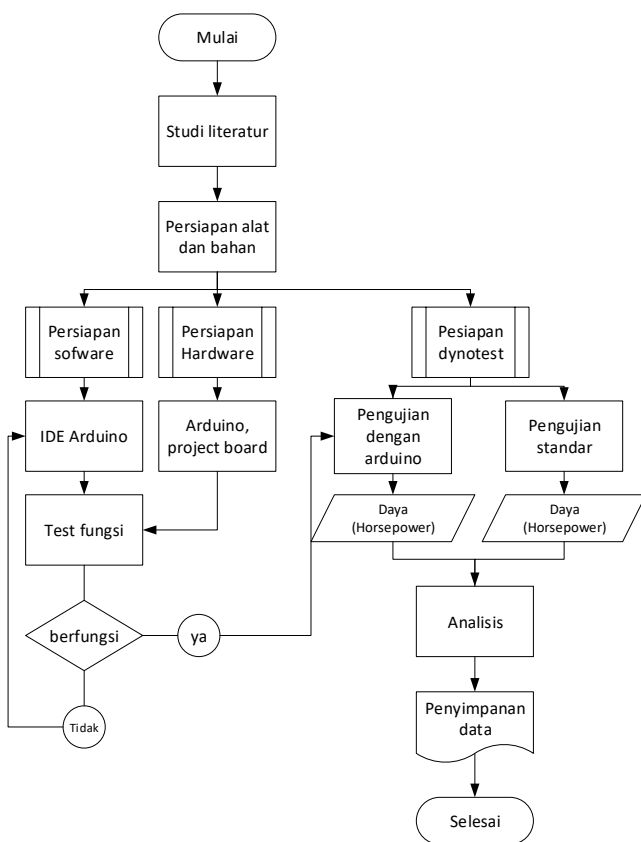 Mulai
Studi literatur
Persiapan alat
dan bahan
Persiapan
sofware
Persiapan
Hardware
Pesiapan
dynotest
IDE Arduino
Arduino,
project board
Pengujian
dengan
arduino
Pengujian
standar
Test fungsi
Daya
(Horsepower)
Daya
(Horsepower)
berfungsi
ya
Analisis
Tidak
Penyimpanan
data
Selesai